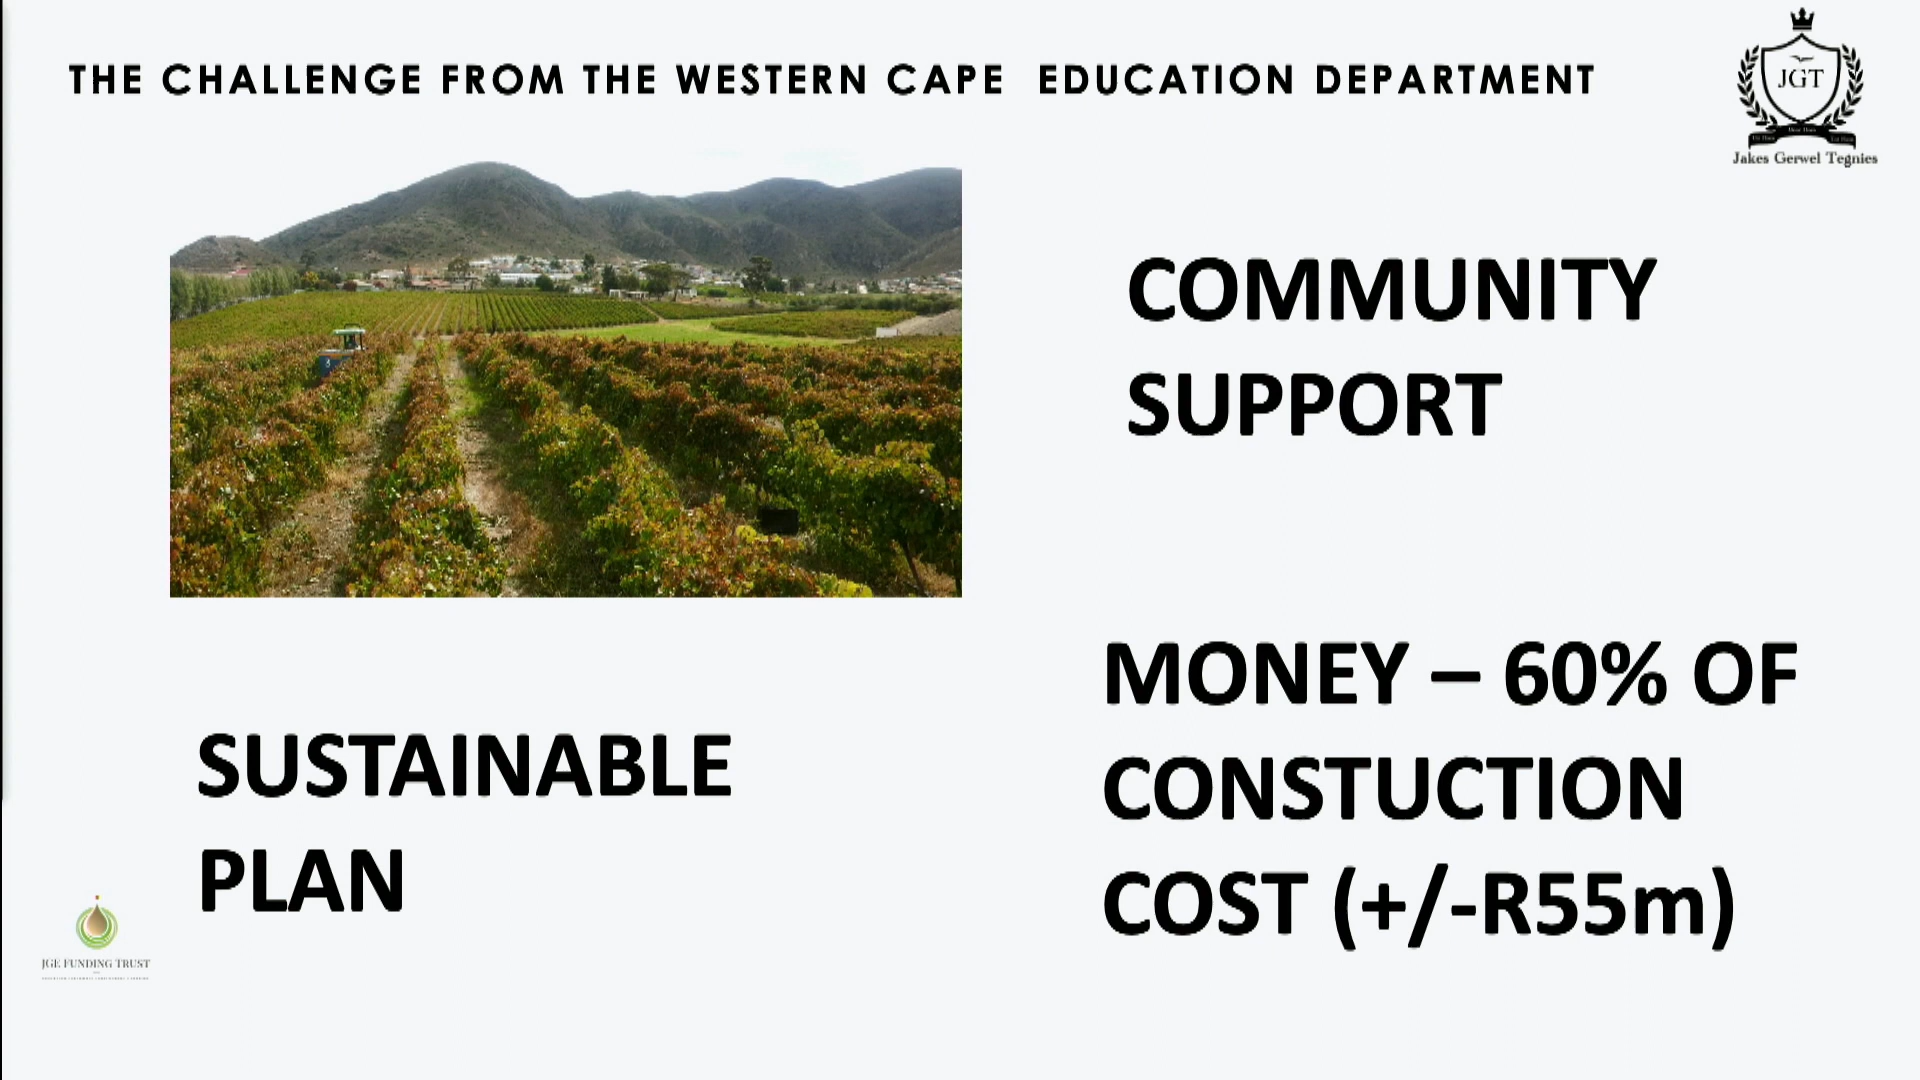 THE CHALLENGE FROM THE WESTERN CAPE EDUCATION DEPARTMENT
JGT
Jakes Gerwel Tegnies
COMMUNITY
SUPPORT
MONEY – 60% OF
CONSTUCTION
COST (+/-R55m)
SUSTAINABLE
PLAN
JGE FUNDING TRUST